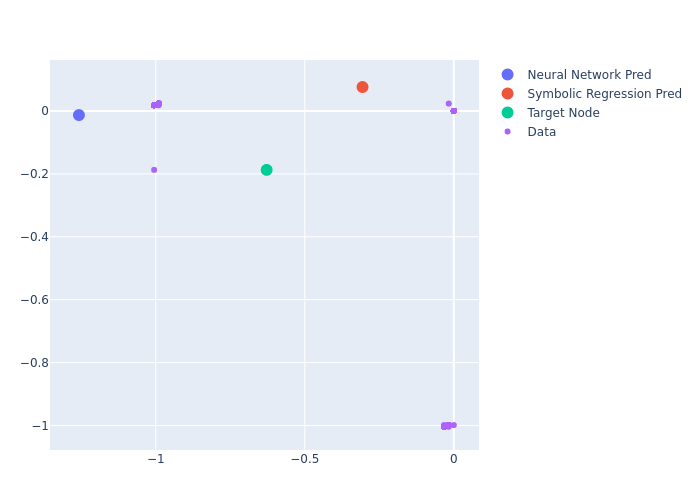 Neural Network Pred
Symbolic Regression Pred
Target Node
Data
0
−0.2
−0.4
−0.6
−0.8
−1
−1
−0.5
0